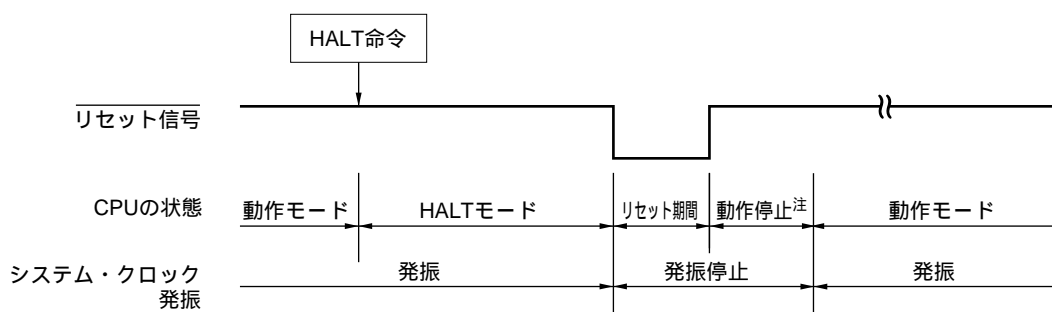 HALT命令
リセット信号
CPUの状態 動作モード HALTモード リセット期間 動作停止注 動作モード
システム・クロック
発振 発振 発振停止 発振